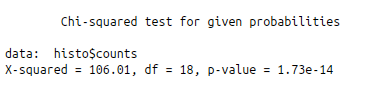 Chi-squared test for given probabilities
data:  histo$counts
X-squared = 106.01, df = 18, p-value = 1.73e-14